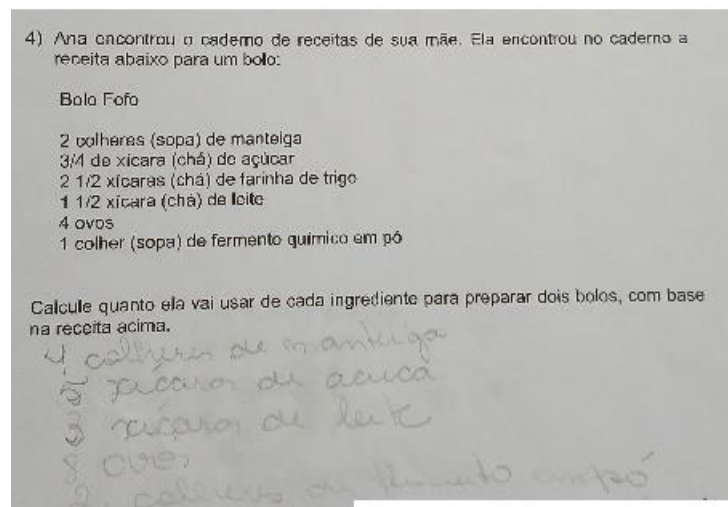 4) Ana encontrou o caderno de receitas de sua mãe. Ela encontrou no caderno a
receita abaixo para um bolo:
Bolo Fofo
2 colheres (sopa) de manteiga
3/4 de xícara (chá) de açúcar
2 1/2 xícaras (chá) de farinha de trigo
1 1/2 xícara (chá) de leite
4 ovos
1 colher (sopa) de fermento químico em pó
Calcule quanto ela vai usar de cada ingrediente para preparar dois bolos, com base
na receita acima.
4 colheres de manteiga
5 xícaras de acuca
3 xícaras de leite
8 ovos
2 colheres de fermento em pó